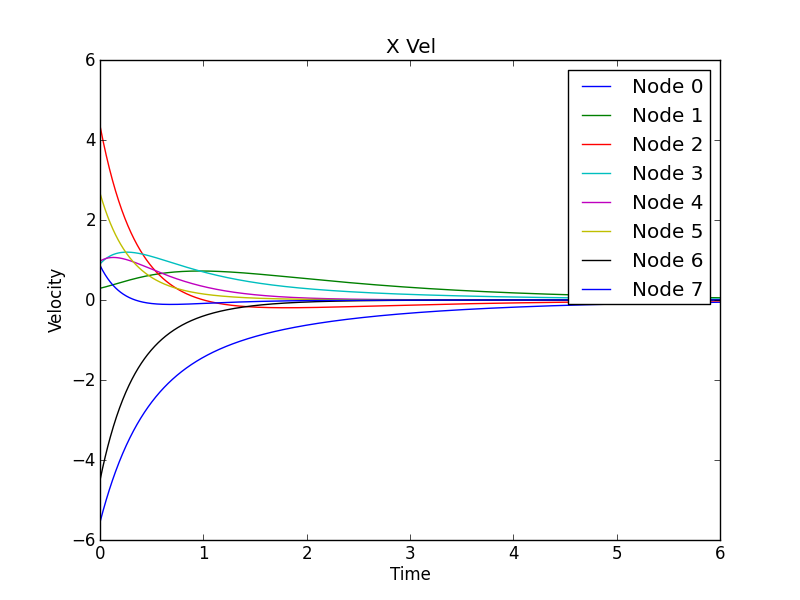 X Vel
6
4
2
0
−2
−4
−6
Velocity
0 1 2 3 4 5 6
Time
Node 0
Node 1
Node 2
Node 3
Node 4
Node 5
Node 6
Node 7